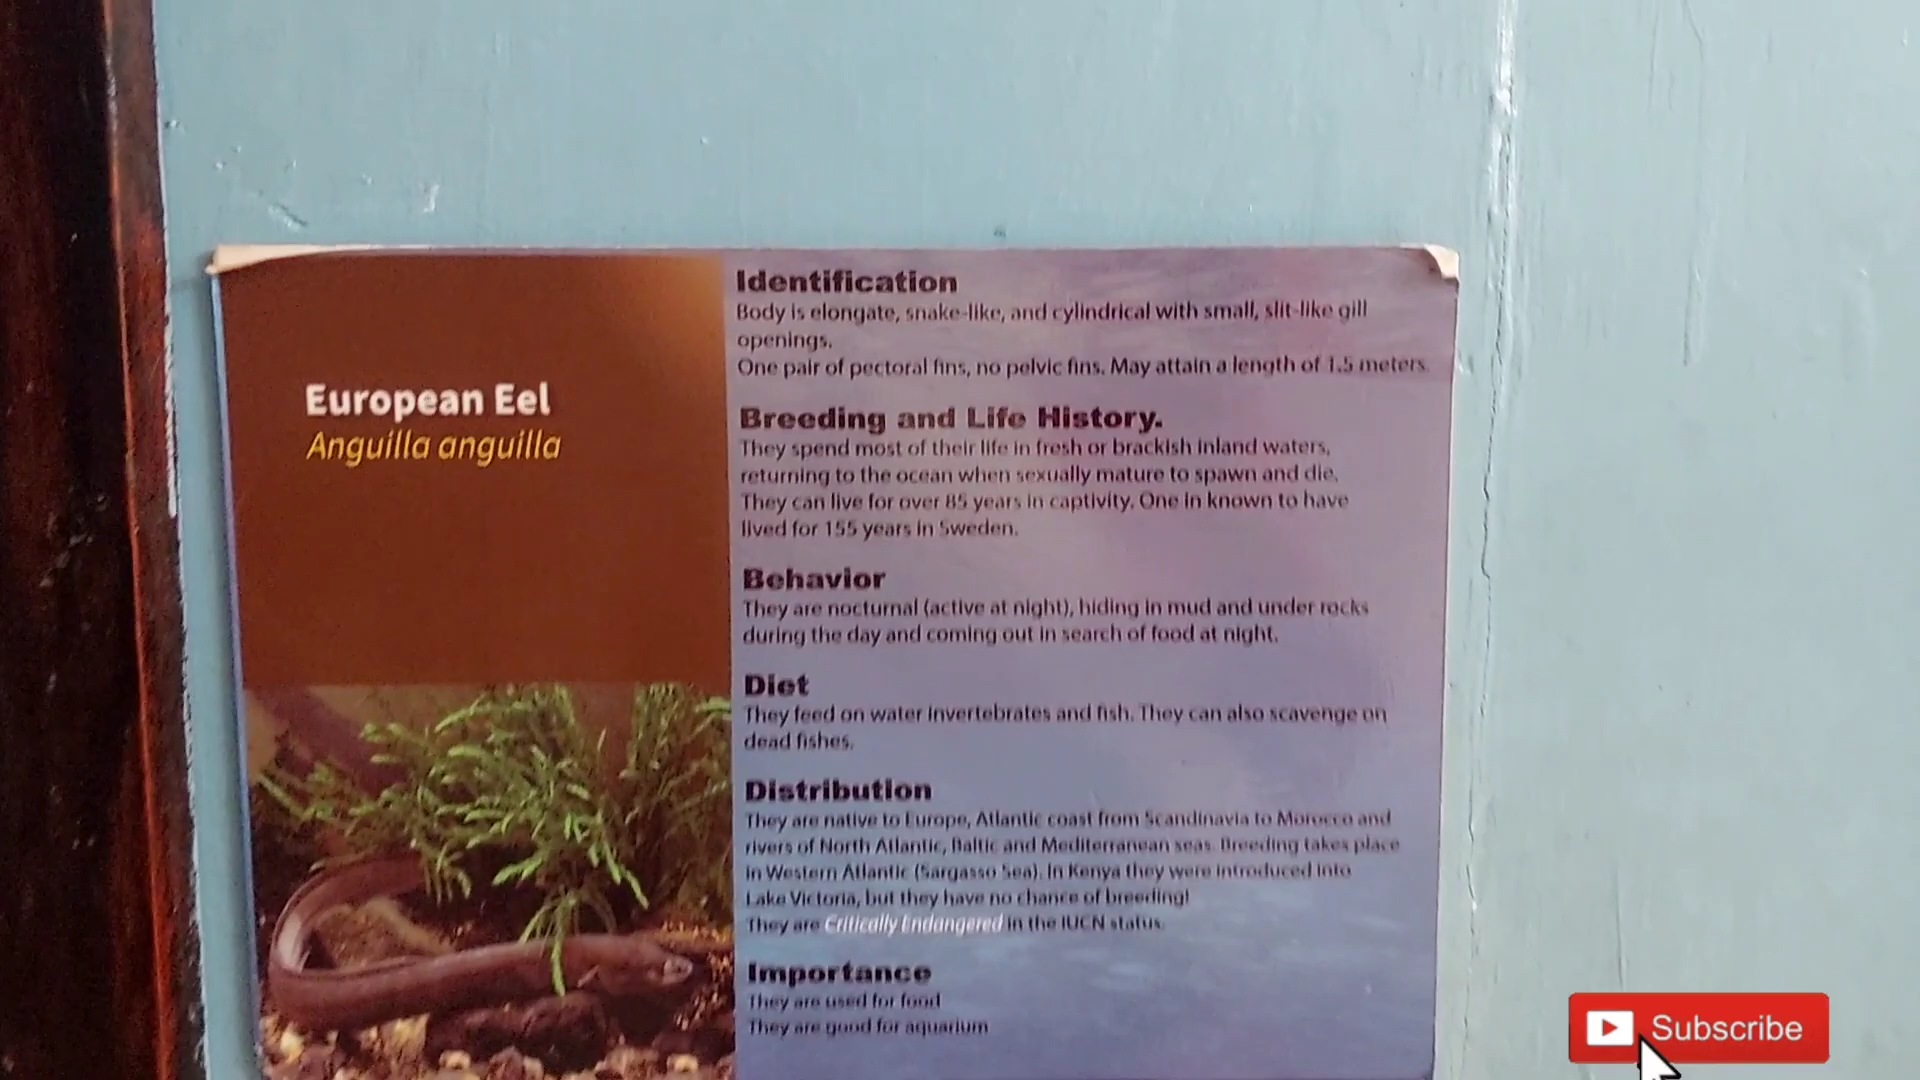 European Eel
Anguilla anguilla
Identification
Body is elongate, snake-like, and cylindrical with small, slit-like gill
openings.
One pair of pectoral fins, no pelvic fins. May attain a length of 1.5 meters.
Breeding and Life History.
They spend most of their life in fresh or brackish inland waters,
returning to the ocean when sexually mature to spawn and die.
They can live for over 85 years in captivity. One in known to have
lived for 155 years in Sweden.
Behavior
They are nocturnal (active at night), hiding in mud and under rocks
during the day and coming out in search of food at night.
Diet
They feed on water invertebrates and fish. They can also scavenge on
dead fishes.
Distribution
They are native to Europe, Atlantic coast from Scandinavia to Morocco and
rivers of North Atlantic, Baltic and Mediterranean seas. Breeding takes place
in Western Atlantic (Sargasso Sea). In Kenya they were introduced into
Lake Victoria, but they have no chance of breeding!
They are Critically Endangered in the IUCN status.
Importance
They are used for food
They are good for aquarium
Subscribe